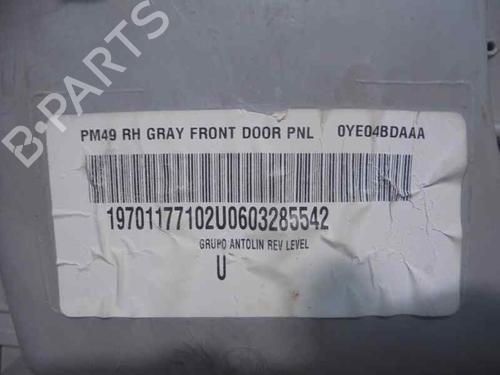 B-PARTS
PM49 RH GRAY FRONT DOOR PNL 0YE04BDAAA
19701177102U0603285542
GRUPO ANTOLIN REV LEVEL
U